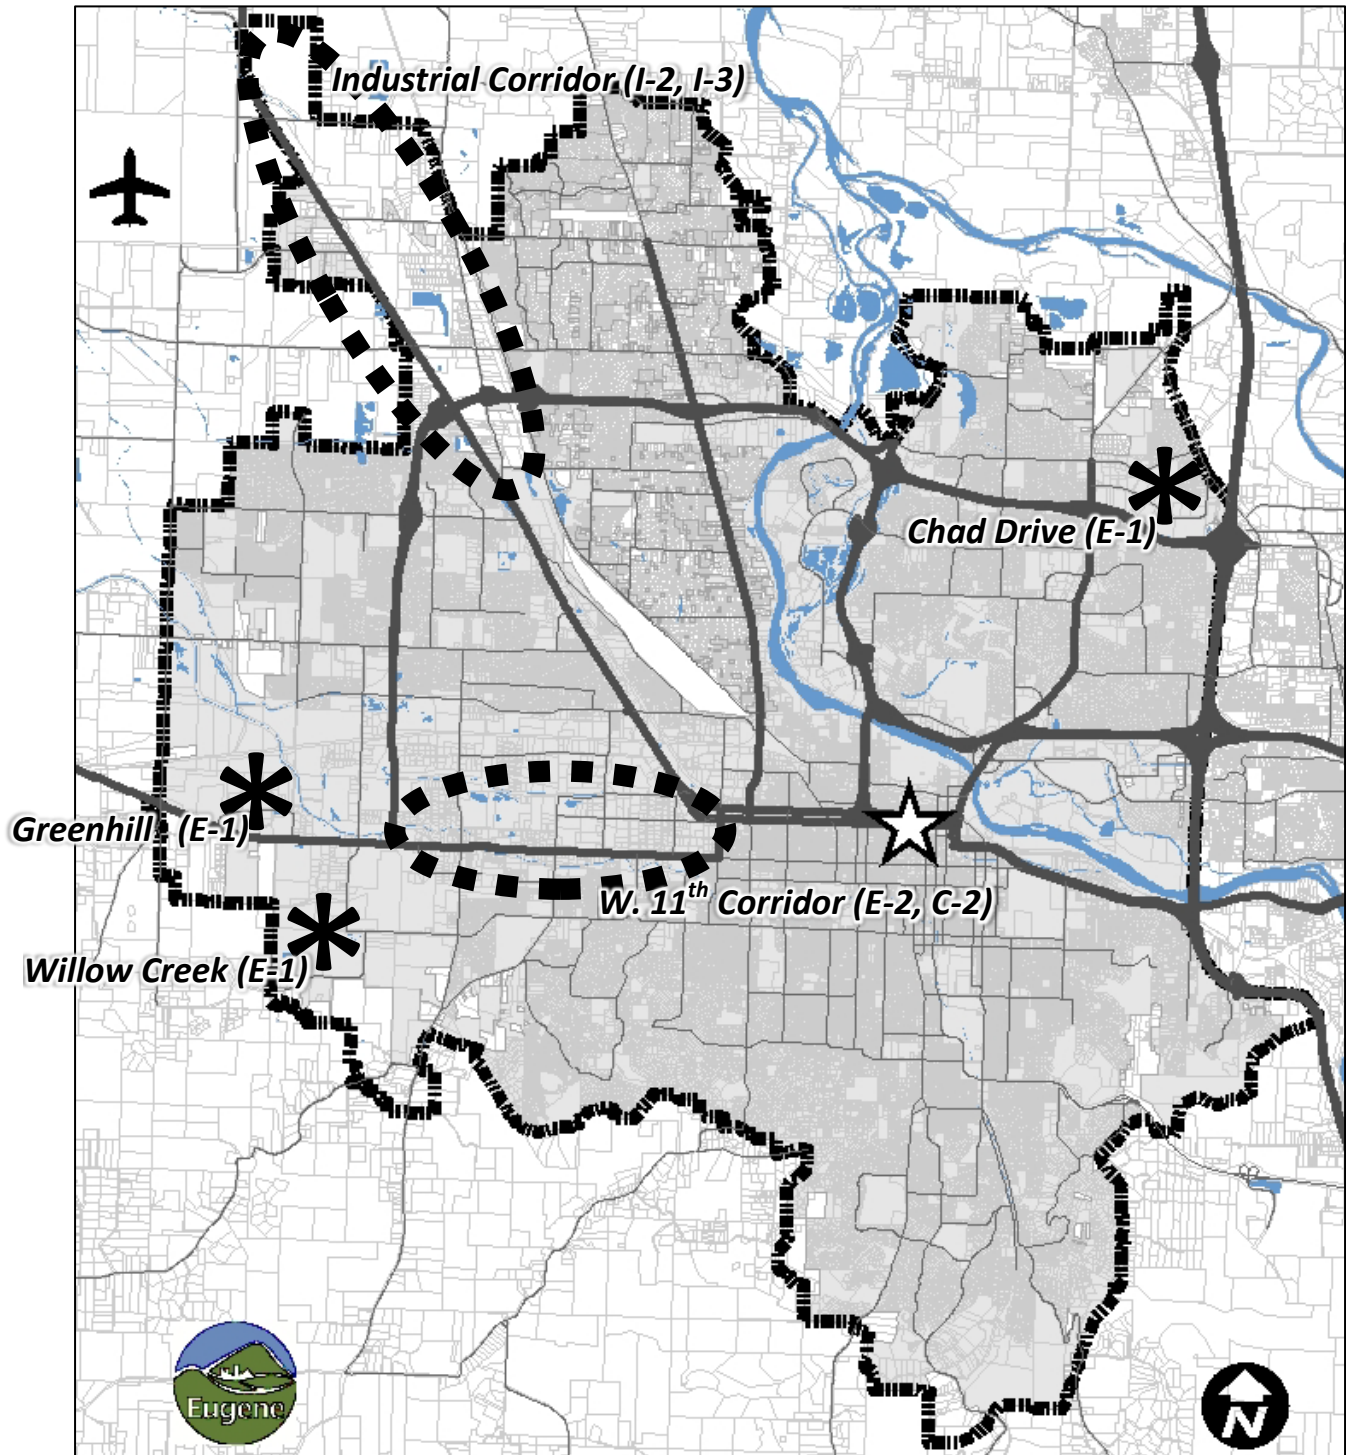 Industrial Corridor (I-2, I-3)
Chad Drive (E-1)
Greenhill (E-1)
W. 11th Corridor (E-2, C-2)
Willow Creek (E-1)
Eugene
N